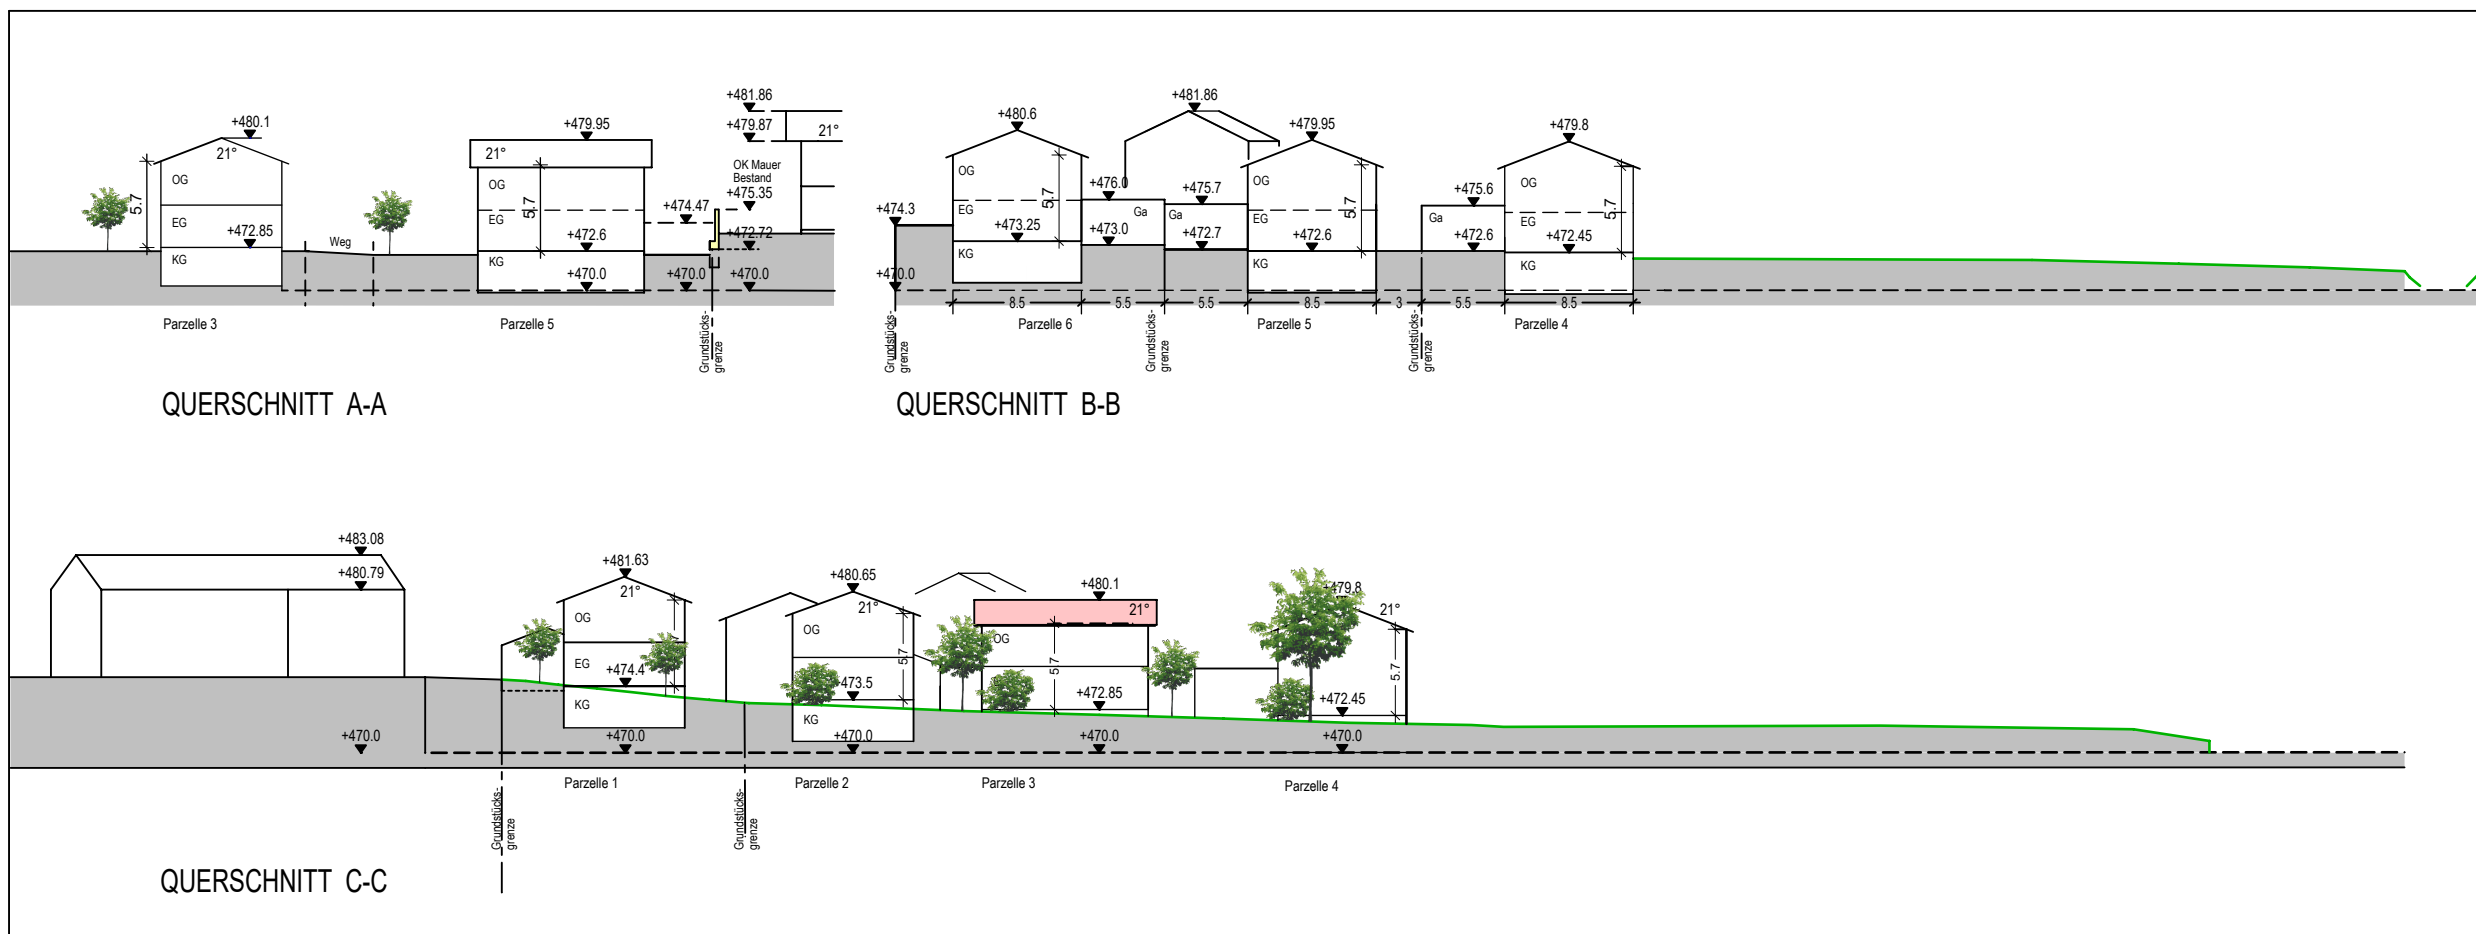 +481.86
+479.87
21°
OK Mauer
Bestand
+475.35
+480.1
21°
5.7
OG
EG
+472.85
KG
Weg
+479.95
21°
OG
5.7
EG
+474.47
+472.6
+472.72
KG
+470.0
+470.0
+470.0
Parzelle 3
Parzelle 5
Grundstücks-
grenze
QUERSCHNITT A-A
+480.6
+481.86
+479.95
+479.8
OG
5.7
+476.0
+475.7
OG
5.7
+475.6
OG
5.7
+474.3
EG
Ga
Ga
EG
Ga
EG
+473.25
+473.0
+472.7
+472.6
+472.6
+472.45
KG
KG
KG
+470.0
8.5
5.5
5.5
8.5
3
5.5
8.5
Parzelle 6
Parzelle 5
Parzelle 4
Grundstücks-
grenze
Grundstücks-
grenze
Grundstücks-
grenze
QUERSCHNITT B-B
+483.08
+480.79
+481.63
21°
OG
EG
+474.4
KG
+480.65
21°
OG
5.7
+473.5
KG
+480.1
21°
OG
5.7
+472.85
+479.8
21°
5.7
+472.45
+470.0
+470.0
+470.0
+470.0
+470.0
Parzelle 1
Parzelle 2
Parzelle 3
Parzelle 4
Grundstücks-
grenze
Grundstücks-
grenze
QUERSCHNITT C-C